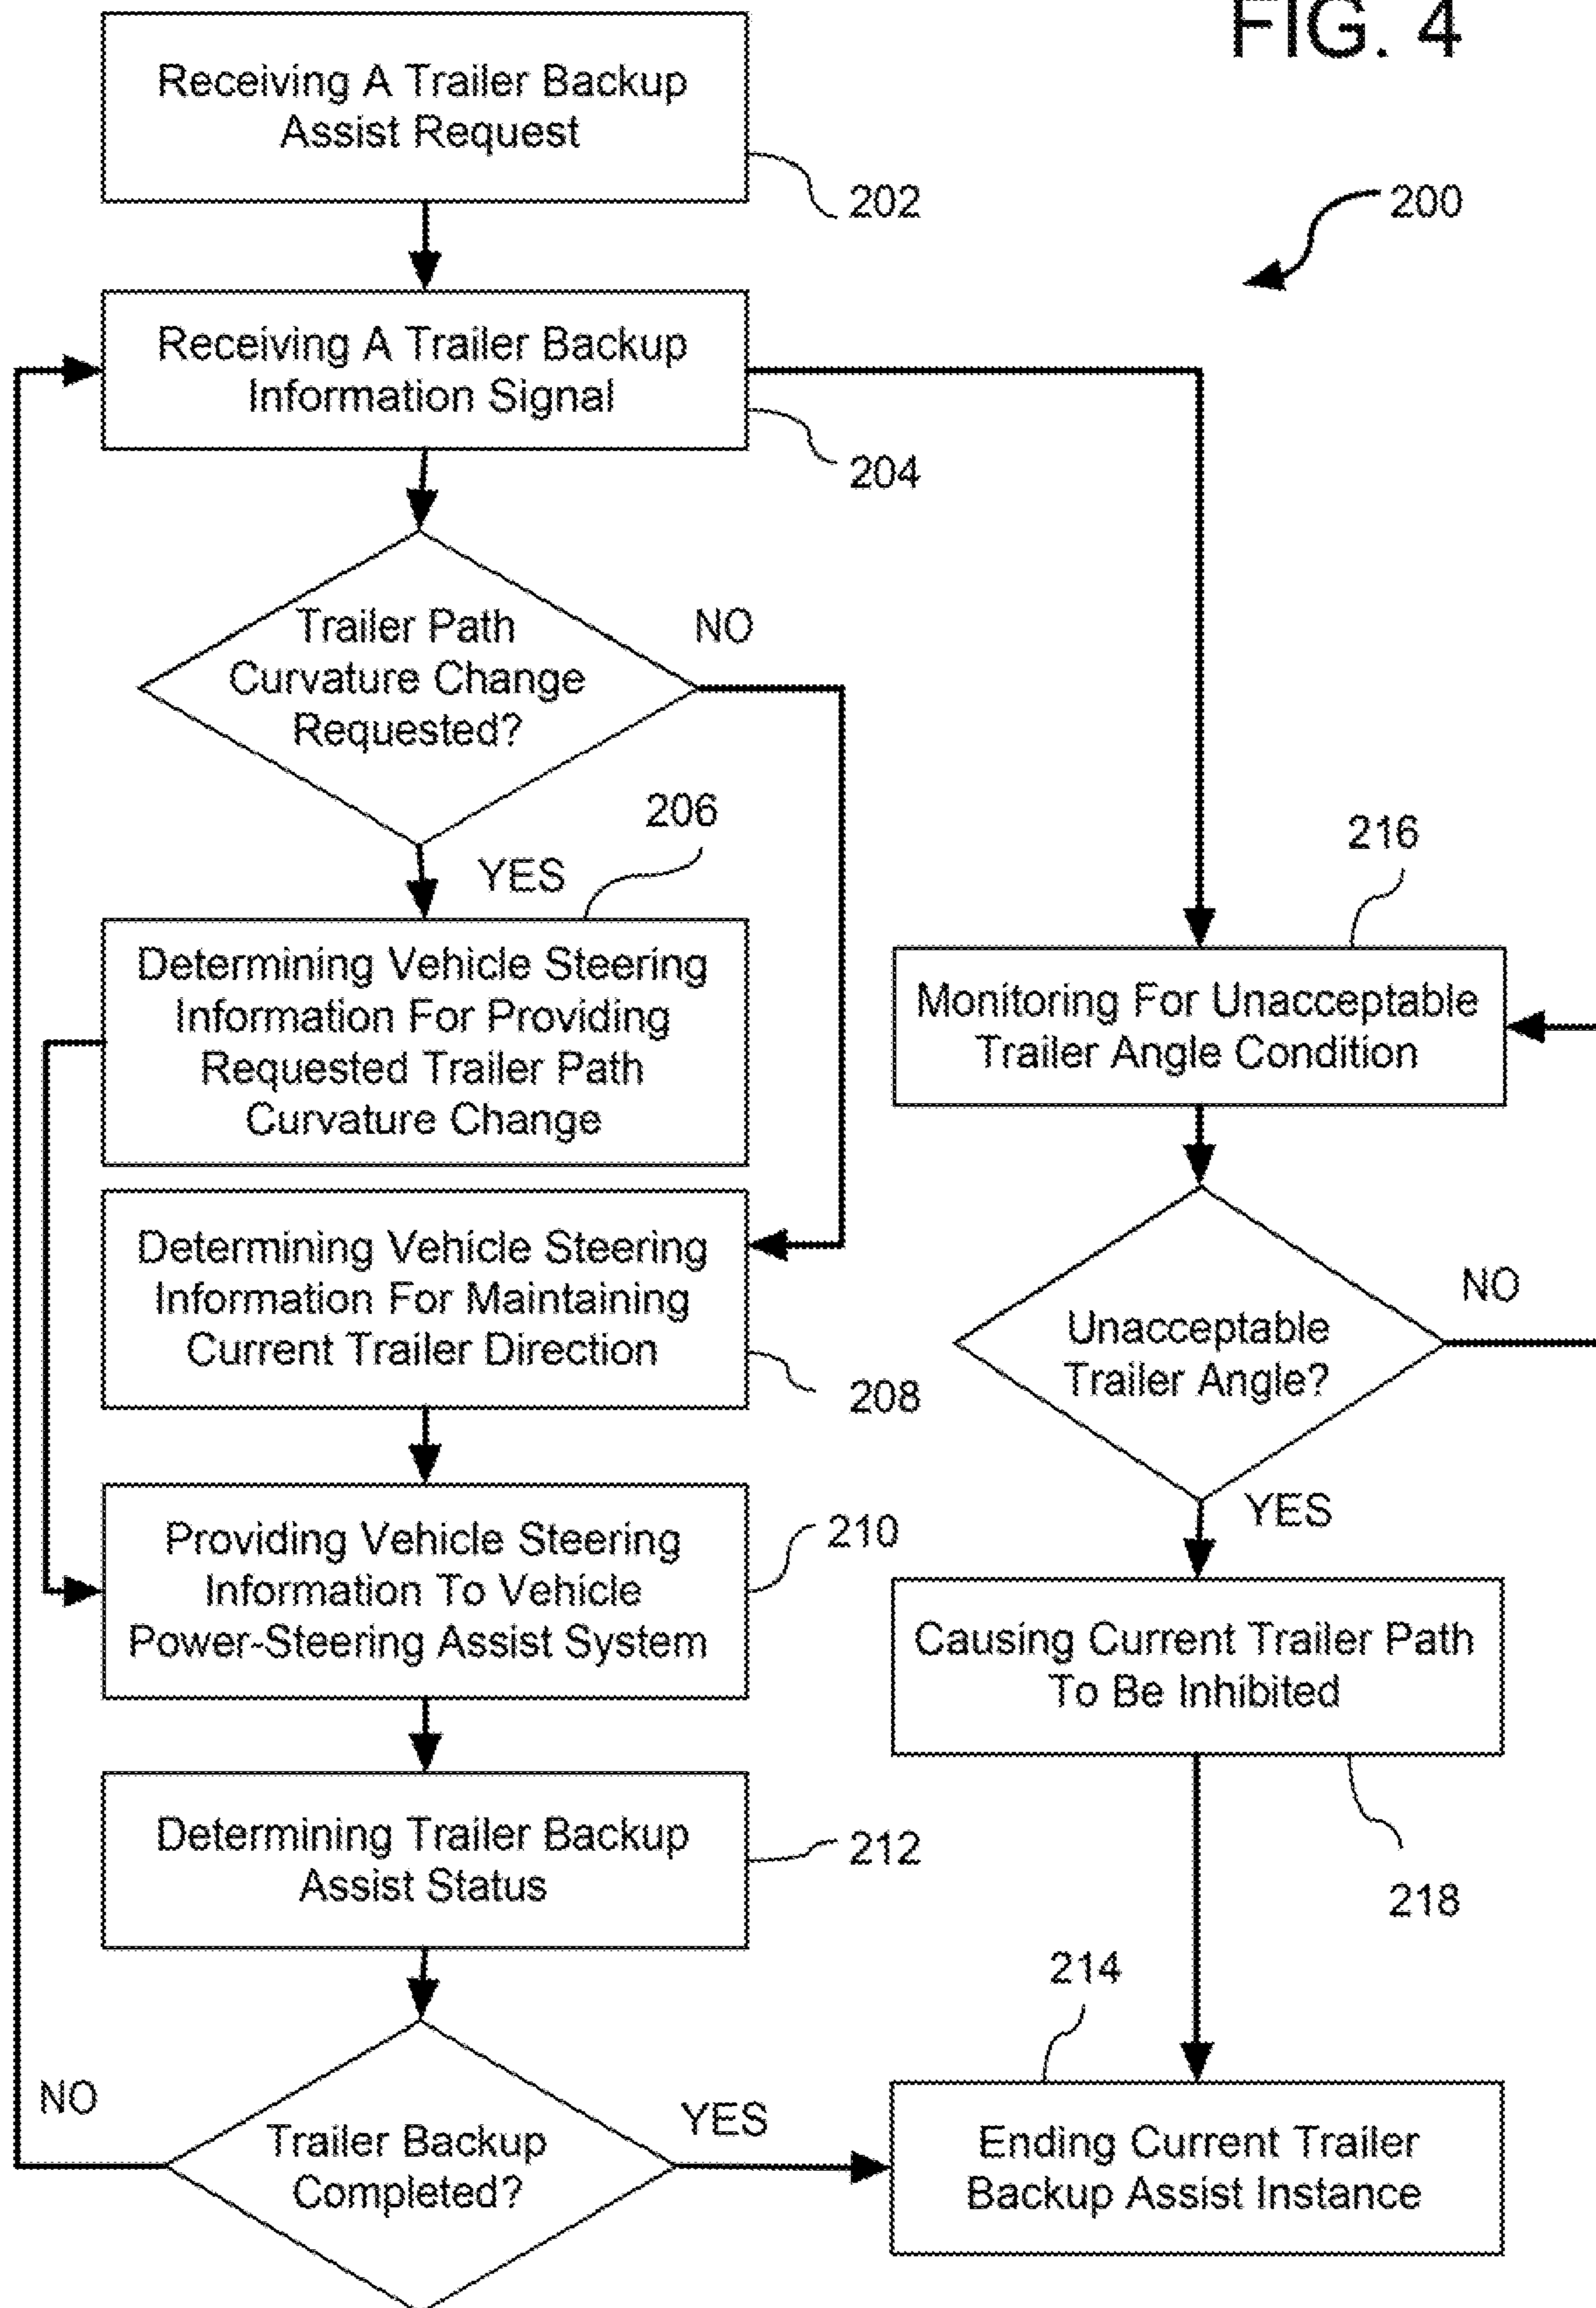 FIG. 4
Receiving A Trailer Backup
Assist Request
202
200
Receiving A Trailer Backup
Information Signal
204
Trailer Path
Curvature Change
Requested?
NO
YES
206
Determining Vehicle Steering
Information For Providing
Requested Trailer Path
Curvature Change
Determining Vehicle Steering
Information For Maintaining
Current Trailer Direction
208
Providing Vehicle Steering
Information To Vehicle
Power-Steering Assist System
210
Determining Trailer Backup
Assist Status
212
Trailer Backup
Completed?
NO
YES
216
Monitoring For Unacceptable
Trailer Angle Condition
Unacceptable
Trailer Angle?
NO
YES
Causing Current Trailer Path
To Be Inhibited
218
214
Ending Current Trailer
Backup Assist Instance